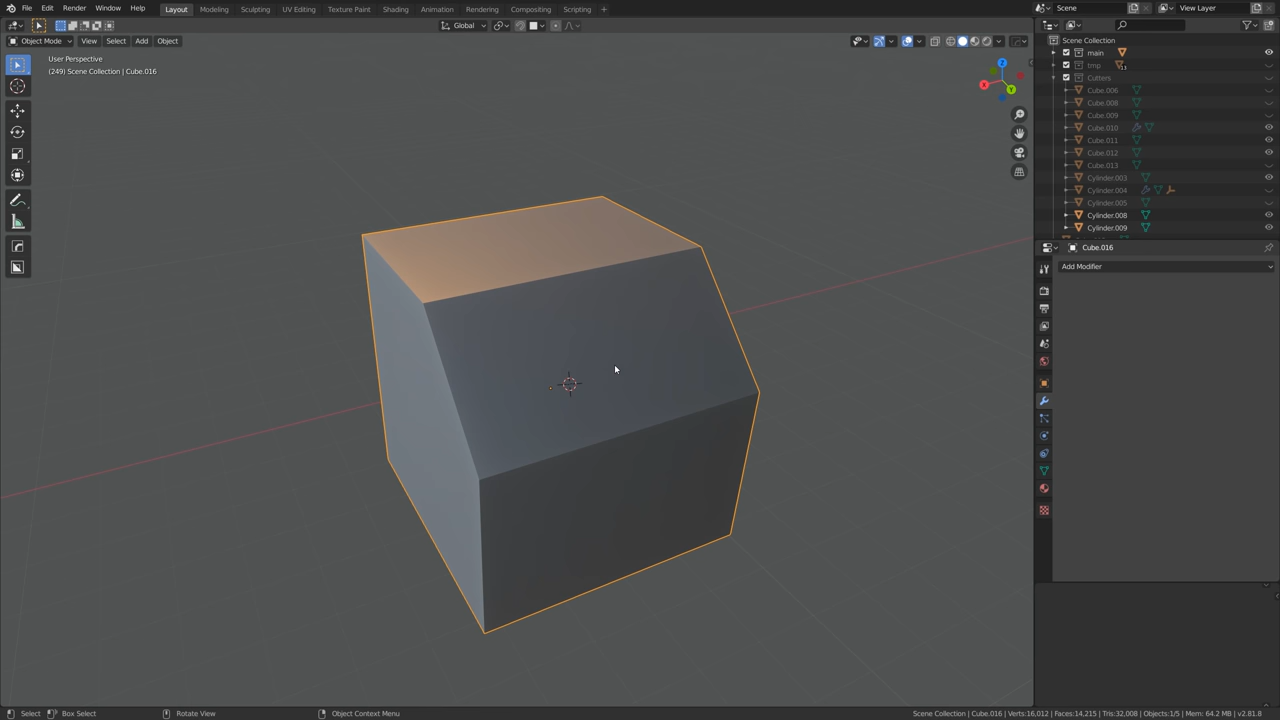 File Edit Render Window Help Layout Modeling Sculpting UV Editing Texture Paint Shading Animation Rendering Compositing Scripting + Scene View Layer
Global
Object Mode View Select Add Object
User Perspective
(249) Scene Collection | Cube.016
X
Y
Z
Scene Collection
main
tmp 13
Cutters
Cube.006
Cube.008
Cube.009
Cube.010
Cube.011
Cube.012
Cube.013
Cylinder.003
Cylinder.004
Cylinder.005
Cylinder.008
Cylinder.009
Cube.016
Add Modifier
Select Box Select Rotate View Object Context Menu Scene Collection | Cube.016 | Verts:16,012 | Faces:14,215 | Tris:32,008 | Objects:1/5 | Mem: 64.2 MB | v2.81.8